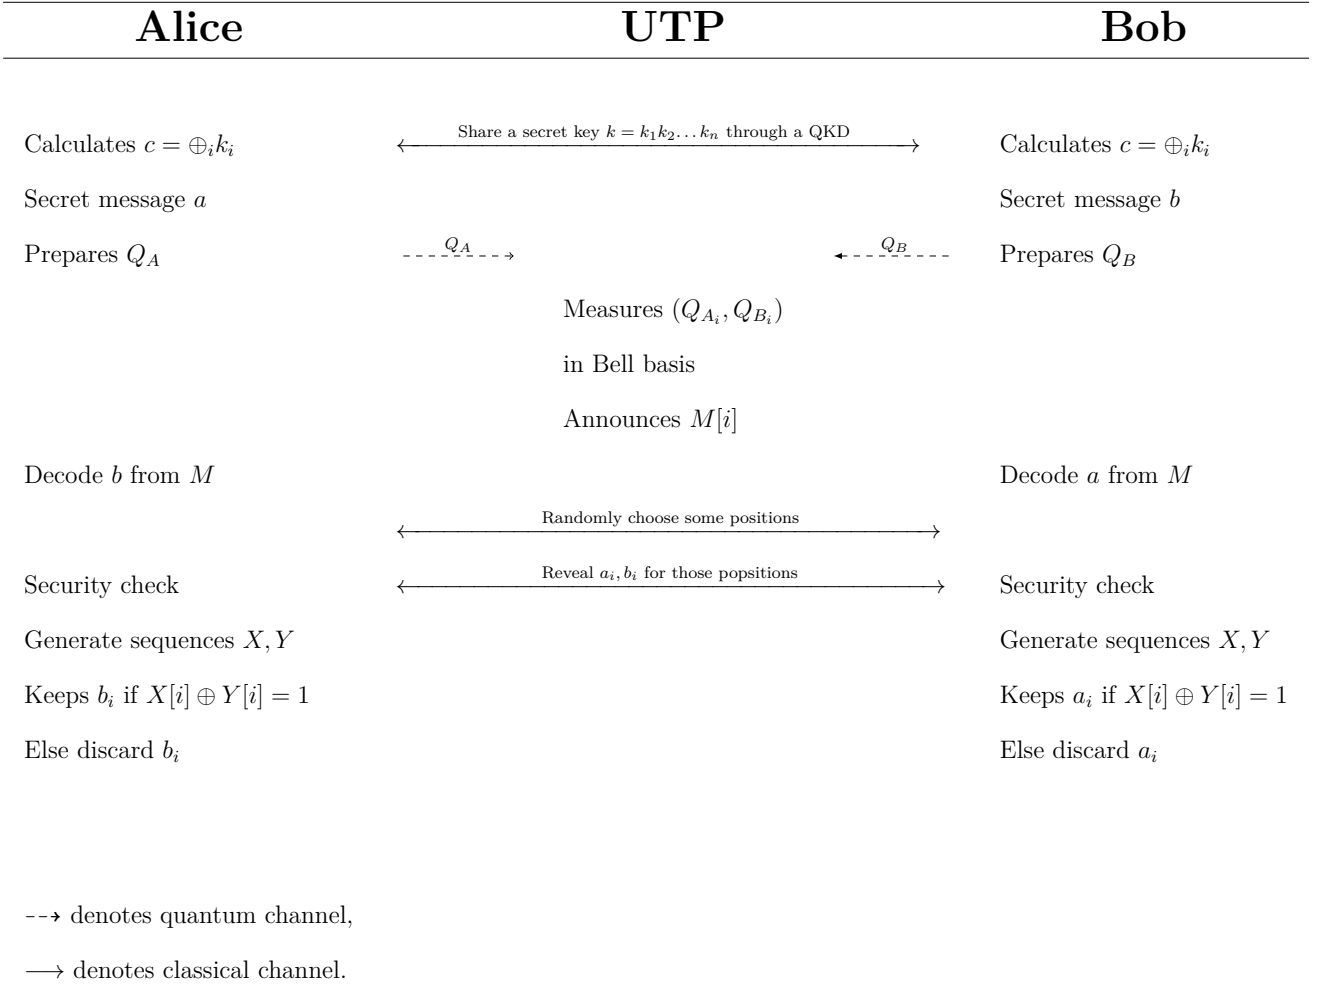 Alice UTP Bob
Share a secret key k = k₁k₂…kₙ through a QKD
Calculates c = ⊕ᵢkᵢ Calculates c = ⊕ᵢkᵢ
Secret message a Secret message b
Prepares Q_A Q_A Q_B Prepares Q_B
Measures (Q_{A_i}, Q_{B_i})
in Bell basis
Announces M[i]
Decode b from M Decode a from M
Randomly choose some positions
Reveal aᵢ, bᵢ for those popsitions
Security check Security check
Generate sequences X, Y Generate sequences X, Y
Keeps bᵢ if X[i] ⊕ Y[i] = 1 Keeps aᵢ if X[i] ⊕ Y[i] = 1
Else discard bᵢ Else discard aᵢ
⇢ denotes quantum channel,
⟶ denotes classical channel.